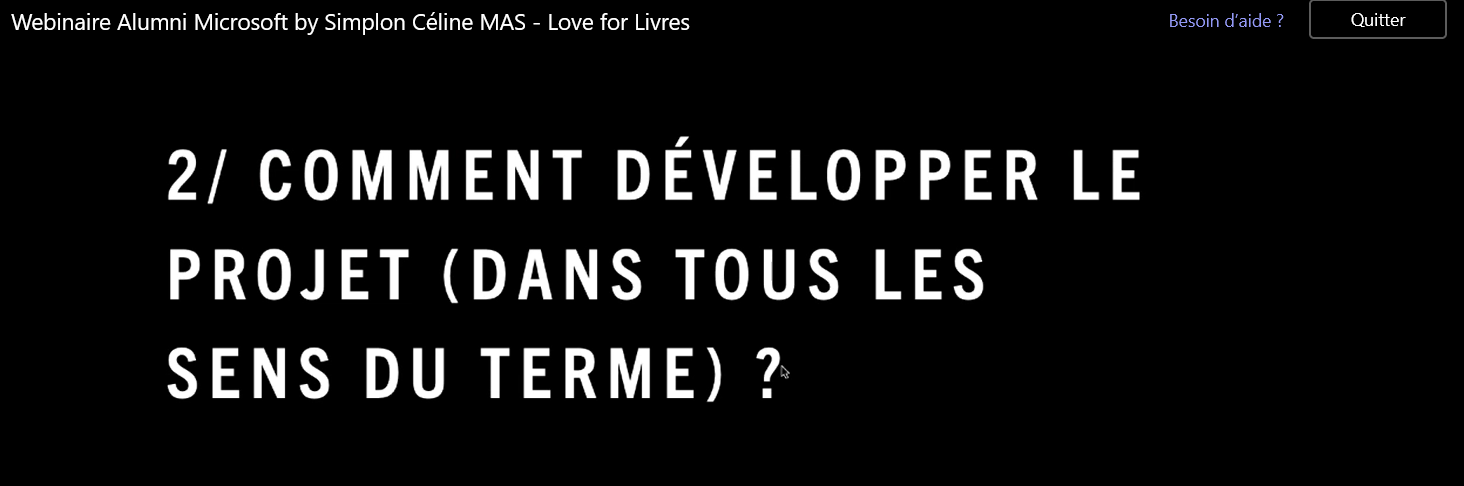 Webinaire Alumni Microsoft by Simplon Céline MAS - Love for Livres
Besoin d'aide ?
Quitter
2/ COMMENT DÉVELOPPER LE
PROJET (DANS TOUS LES
SENS DU TERME) ?